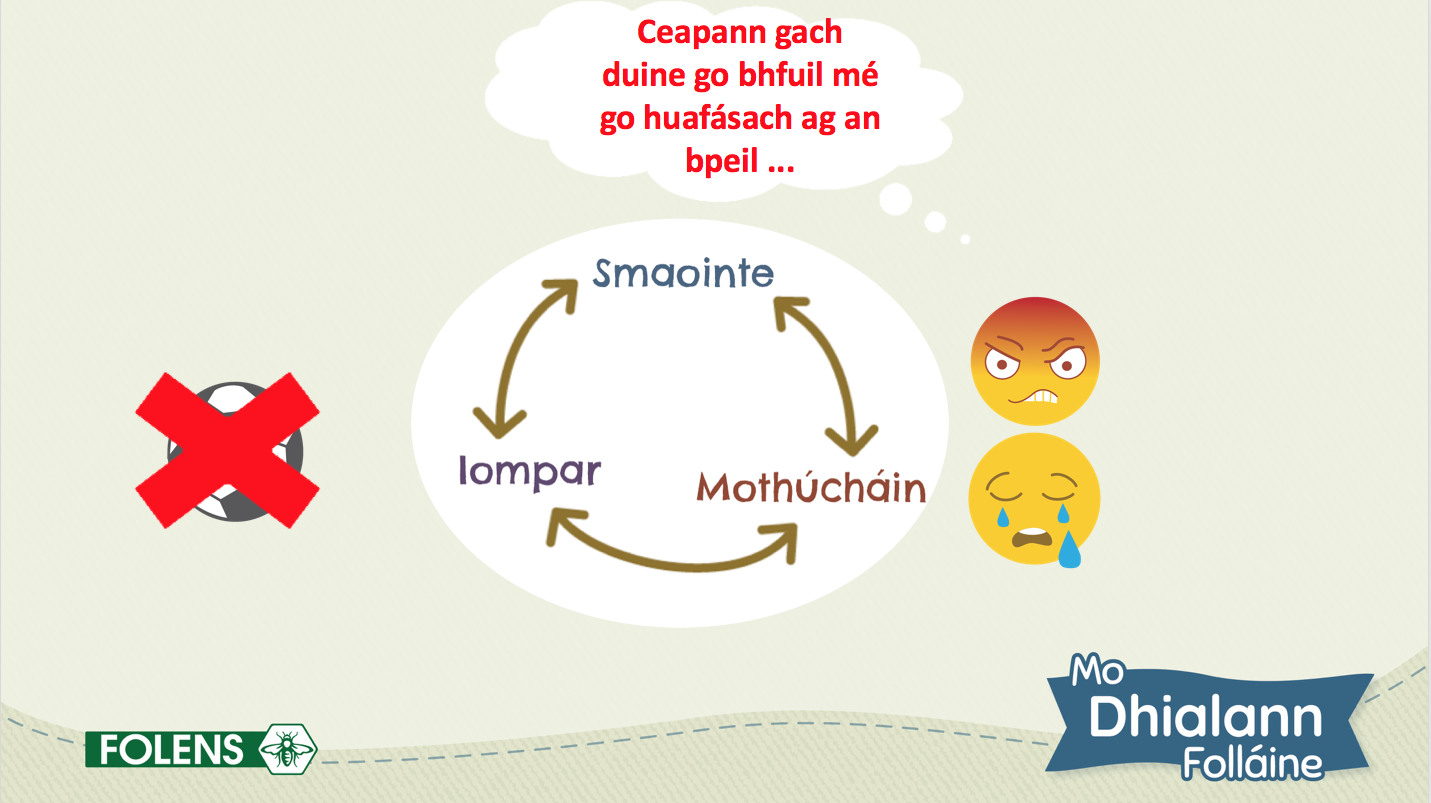 Ceapann gach
duine go bhfuil mé
go huafásach ag an
bpeil ...
Smaointe
Iompar
Mothúcháin
FOLENS
Mo
Dhialann
Folláine